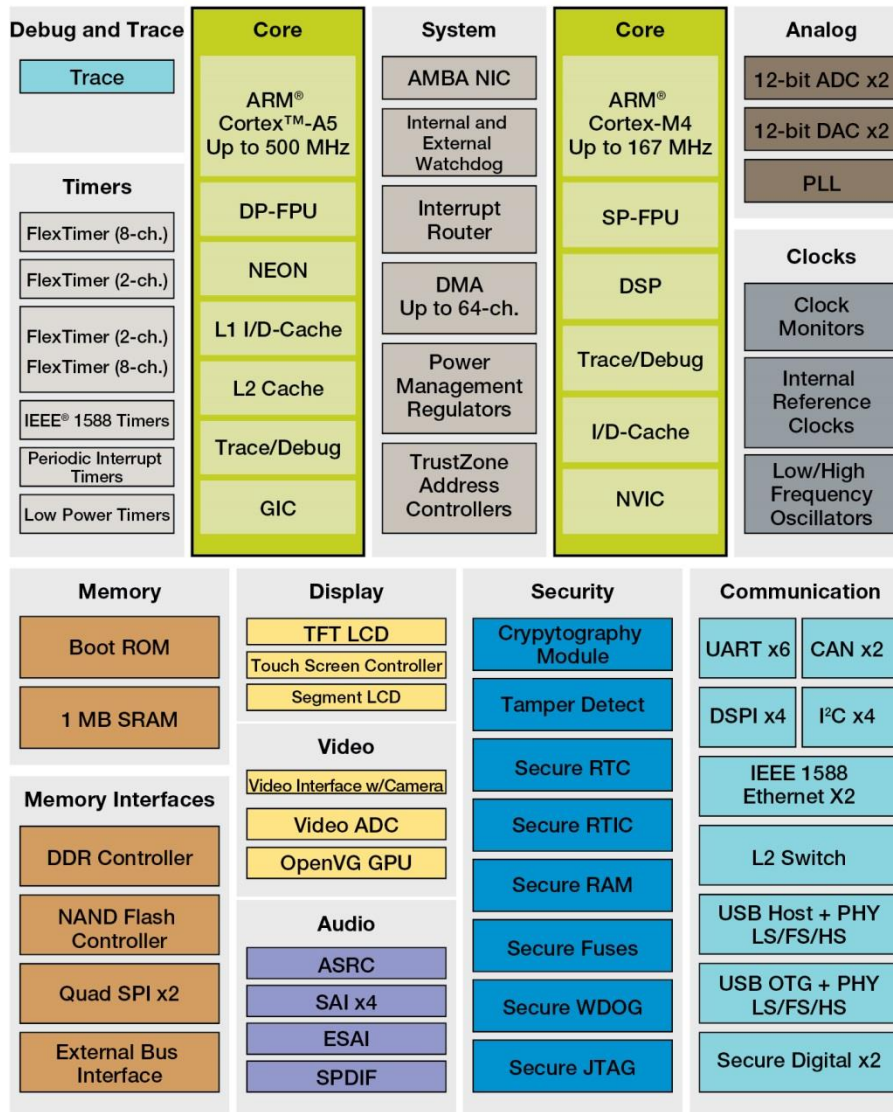 Debug and Trace
Trace
Timers
FlexTimer (8-ch.)
FlexTimer (2-ch.)
FlexTimer (2-ch.)
FlexTimer (8-ch.)
IEEE® 1588 Timers
Periodic Interrupt
Timers
Low Power Timers
Core
ARM®
Cortex™-A5
Up to 500 MHz
DP-FPU
NEON
L1 I/D-Cache
L2 Cache
Trace/Debug
GIC
System
AMBA NIC
Internal and
External
Watchdog
Interrupt
Router
DMA
Up to 64-ch.
Power
Management
Regulators
TrustZone
Address
Controllers
Core
ARM®
Cortex-M4
Up to 167 MHz
SP-FPU
DSP
Trace/Debug
I/D-Cache
NVIC
Analog
12-bit ADC x2
12-bit DAC x2
PLL
Clocks
Clock
Monitors
Internal
Reference
Clocks
Low/High
Frequency
Oscillators
Memory
Boot ROM
1 MB SRAM
Memory Interfaces
DDR Controller
NAND Flash
Controller
Quad SPI x2
External Bus
Interface
Display
TFT LCD
Touch Screen Controller
Segment LCD
Video
Video Interface w/Camera
Video ADC
OpenVG GPU
Audio
ASRC
SAI x4
ESAI
SPDIF
Security
Crypytography
Module
Tamper Detect
Secure RTC
Secure RTIC
Secure RAM
Secure Fuses
Secure WDOG
Secure JTAG
Communication
UART x6
CAN x2
DSPI x4
I²C x4
IEEE 1588
Ethernet X2
L2 Switch
USB Host + PHY
LS/FS/HS
USB OTG + PHY
LS/FS/HS
Secure Digital x2